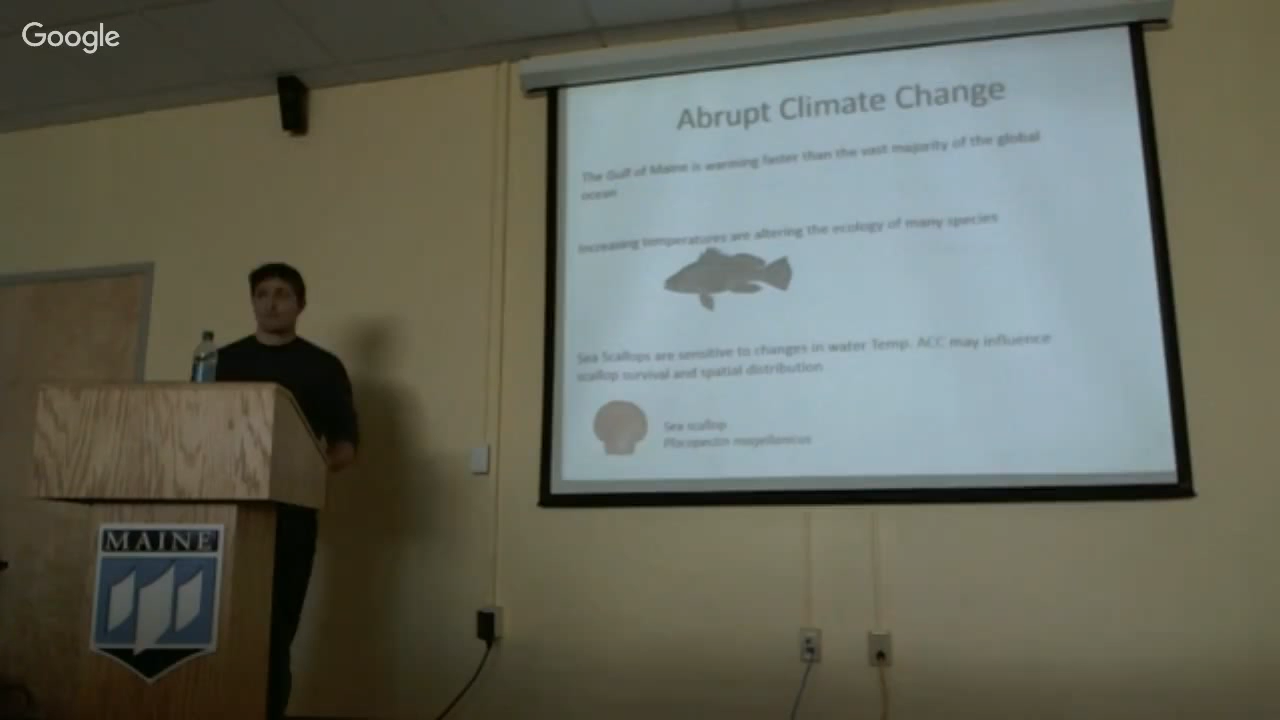 Google
Abrupt Climate Change
The Gulf of Maine is warming faster than the vast majority of the global
ocean
Increasing temperatures are altering the ecology of many species
Sea Scallops are sensitive to changes in water Temp. ACC may influence
scallop survival and spatial distribution
Sea scallop
Placopecten magellanicus
MAINE